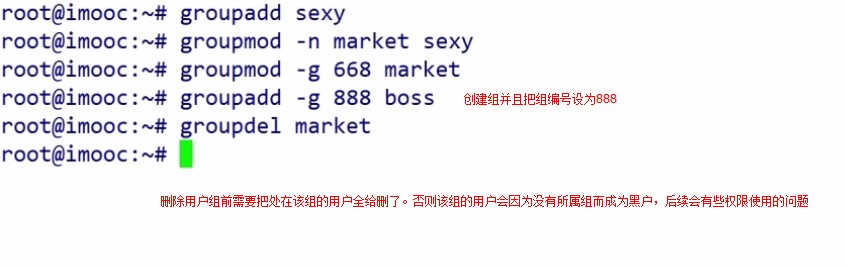 root@imooc:~# groupadd sexy
root@imooc:~# groupmod -n market sexy
root@imooc:~# groupmod -g 668 market
root@imooc:~# groupadd -g 888 boss 创建组并且把组编号设为888
root@imooc:~# groupdel market
root@imooc:~#
删除用户组前需要把处在该组的用户全给删了。否则该组的用户会因为没有所属组而成为黑户，后续会有些权限使用的问题